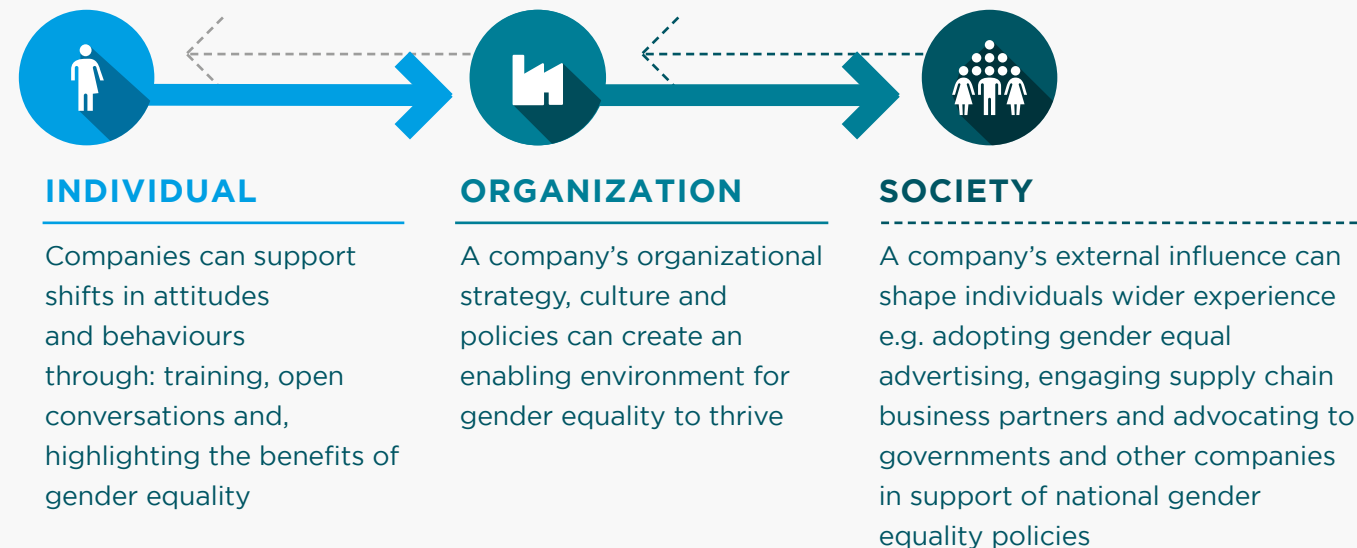 INDIVIDUAL
Companies can support
shifts in attitudes
and behaviours
through: training, open
conversations and,
highlighting the benefits of
gender equality
ORGANIZATION
A company’s organizational
strategy, culture and
policies can create an
enabling environment for
gender equality to thrive
SOCIETY
A company’s external influence can
shape individuals wider experience
e.g. adopting gender equal
advertising, engaging supply chain
business partners and advocating to
governments and other companies
in support of national gender
equality policies